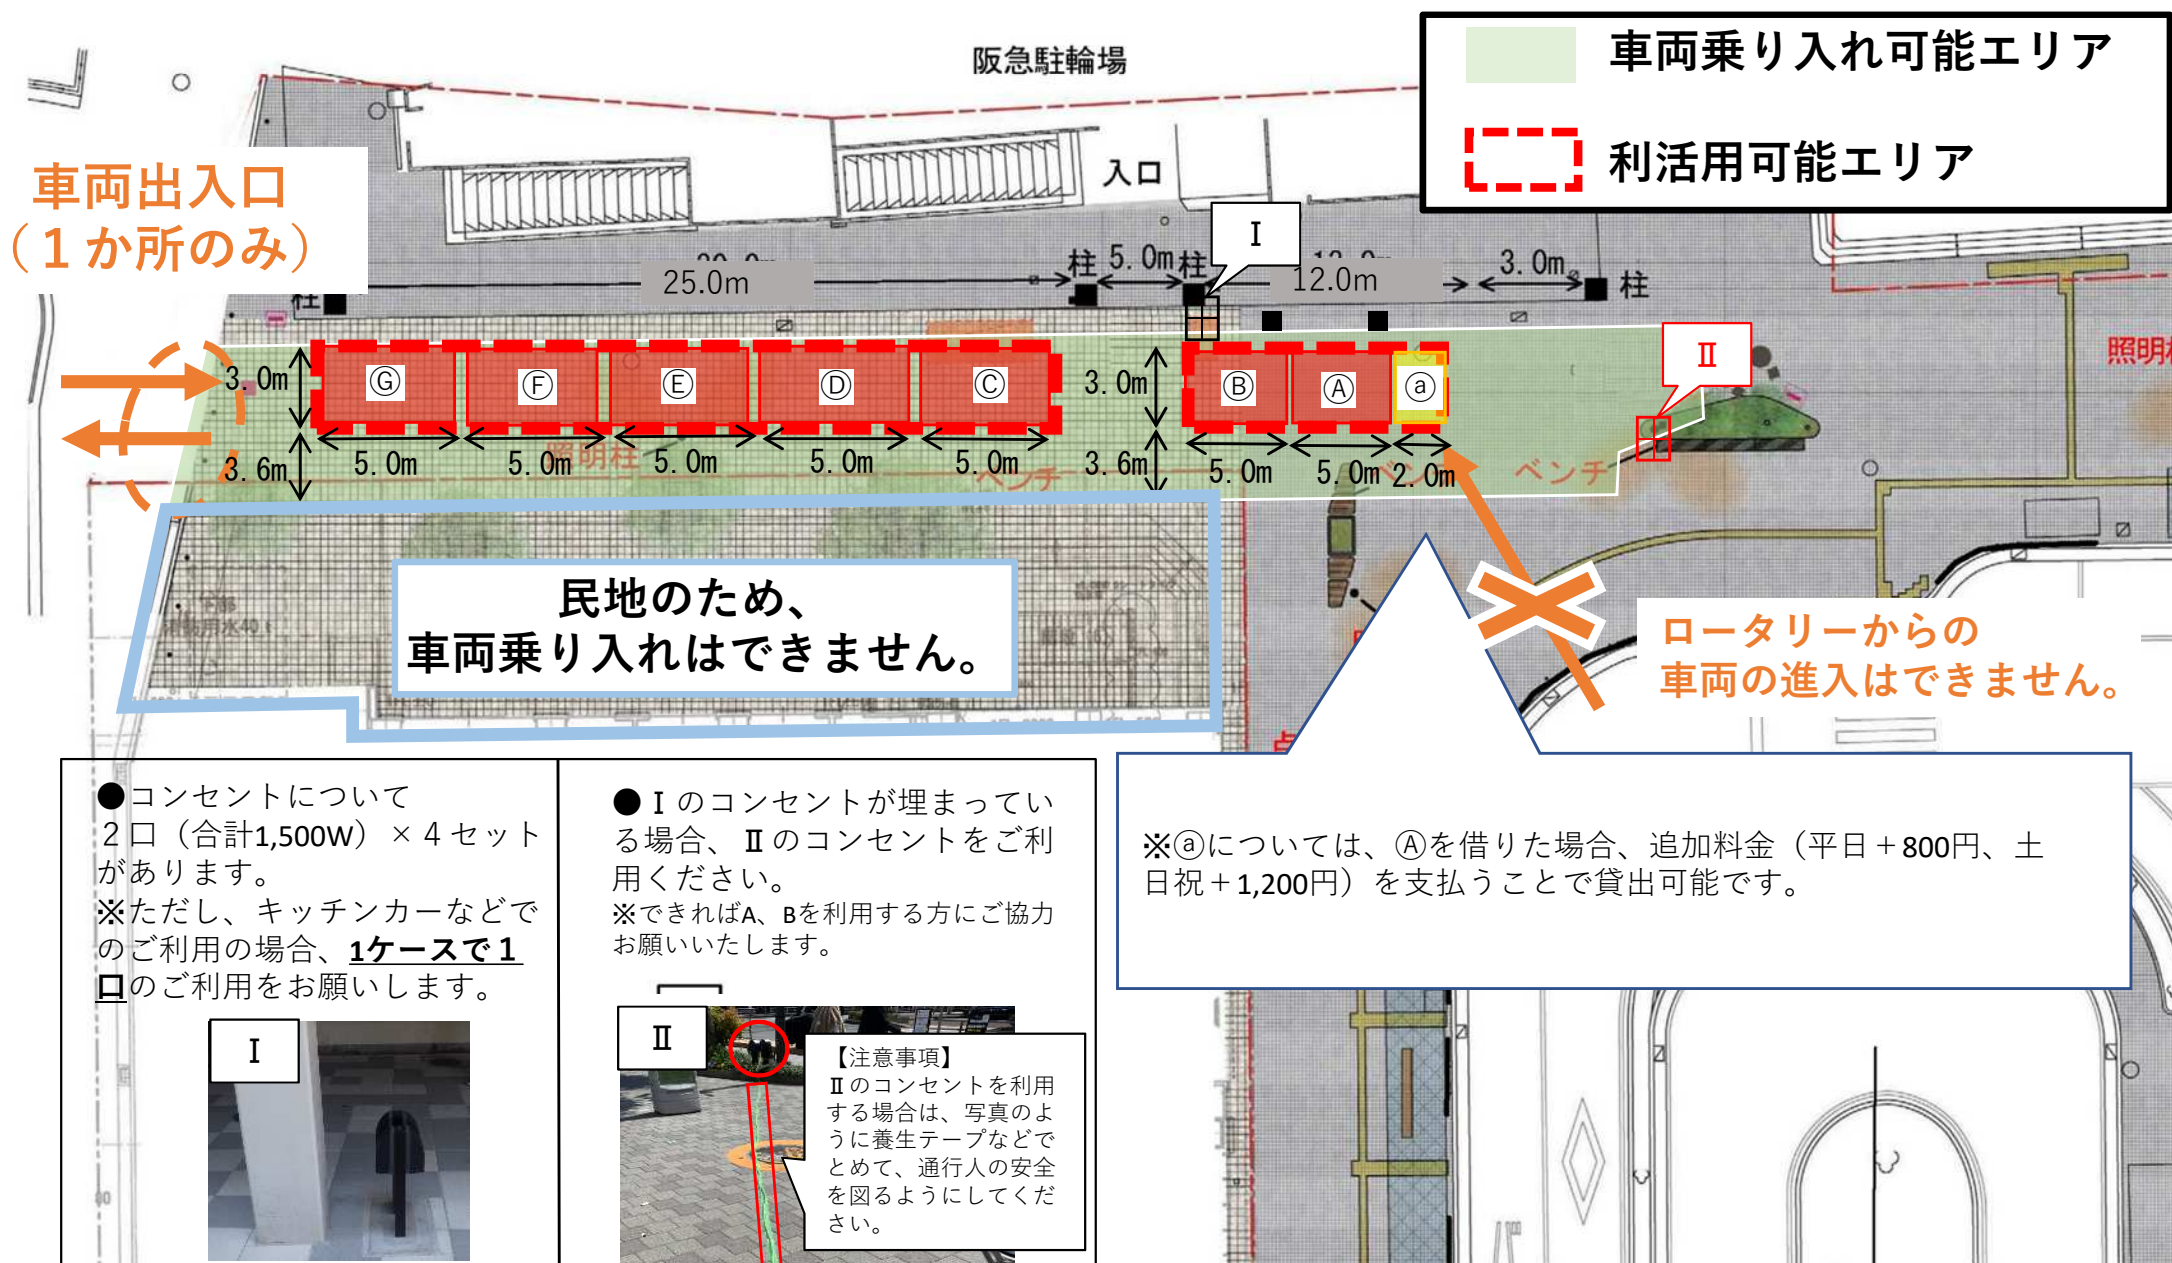 阪急駐輪場
車両乗り入れ可能エリア
利活用可能エリア
車両出入口
（１か所のみ）
入口
Ⅰ
25.0m
柱
5.0m
柱
12.0m
3.0m
柱
柱
Ⅱ
照明柱
3.0m
Ⓖ
Ⓕ
Ⓔ
Ⓓ
Ⓒ
3.0m
Ⓑ
Ⓐ
ⓐ
3.6m
5.0m
5.0m
照明柱
5.0m
5.0m
5.0m
ベンチ
3.6m
5.0m
5.0m
2.0m
ベンチ
ベンチ
民地のため、
車両乗り入れはできません。
ロータリーからの
車両の進入はできません。
●コンセントについて
２口（合計1,500W）×４セット
があります。
※ただし、キッチンカーなどで
のご利用の場合、1ケースで１
口のご利用をお願いします。
Ⅰ
●Ⅰのコンセントが埋まってい
る場合、Ⅱのコンセントをご利
用ください。
※できればA、Bを利用する方にご協力
お願いいたします。
Ⅱ
【注意事項】
Ⅱのコンセントを利用
する場合は、写真のよ
うに養生テープなどで
とめて、通行人の安全
を図るようにしてくだ
さい。
※ⓐについては、Ⓐを借りた場合、追加料金（平日＋800円、土
日祝＋1,200円）を支払うことで貸出可能です。